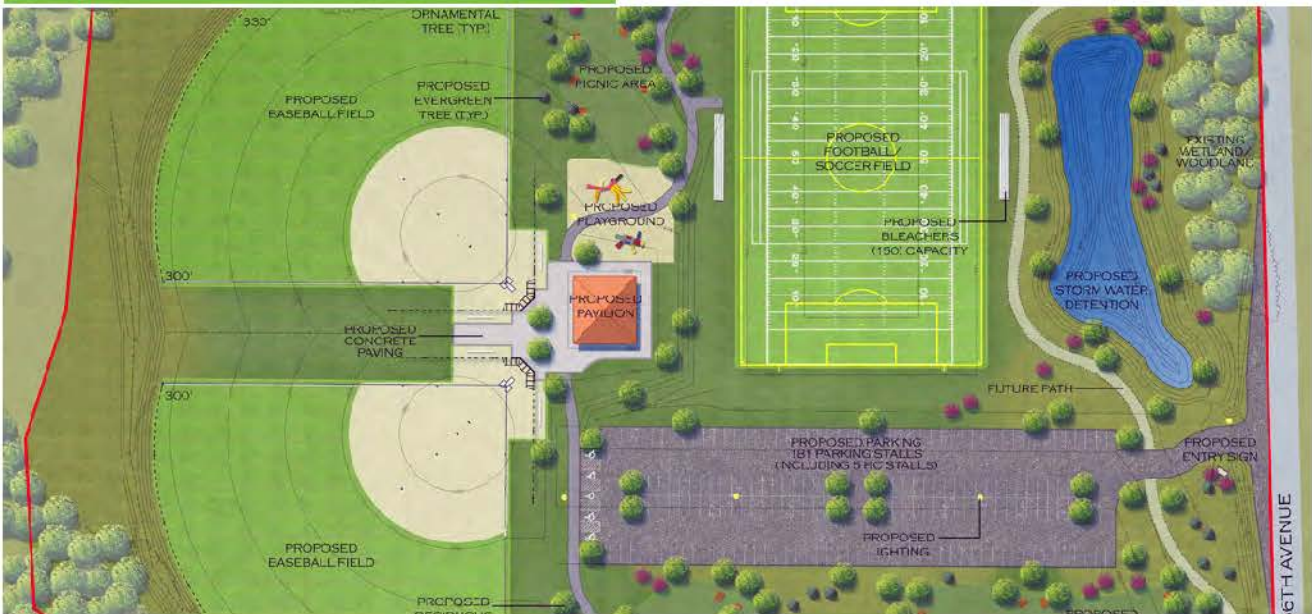 330'
ORNAMENTAL
TREE (TYP.)
PROPOSED
EVERGREEN
TREE (TYP.)
PROPOSED
PICNIC AREA
PROPOSED
BASEBALL FIELD
PROPOSED
FOOTBALL/
SOCCER FIELD
EXISTING
WETLAND/
WOODLAND
PROPOSED
PLAYGROUND
PROPOSED
BLEACHERS
(150) CAPACITY
300'
PROPOSED
PAVILION
PROPOSED
STORM WATER
DETENTION
PROPOSED
CONCRETE
PAVING
300'
FUTURE PATH
PROPOSED PARKING
181 PARKING STALLS
(INCLUDING 5 HC STALLS)
PROPOSED
ENTRY SIGN
PROPOSED
IGHTING
PROPOSED
BASEBALL FIELD
PROPOSED
PROPOSED
6TH AVENUE